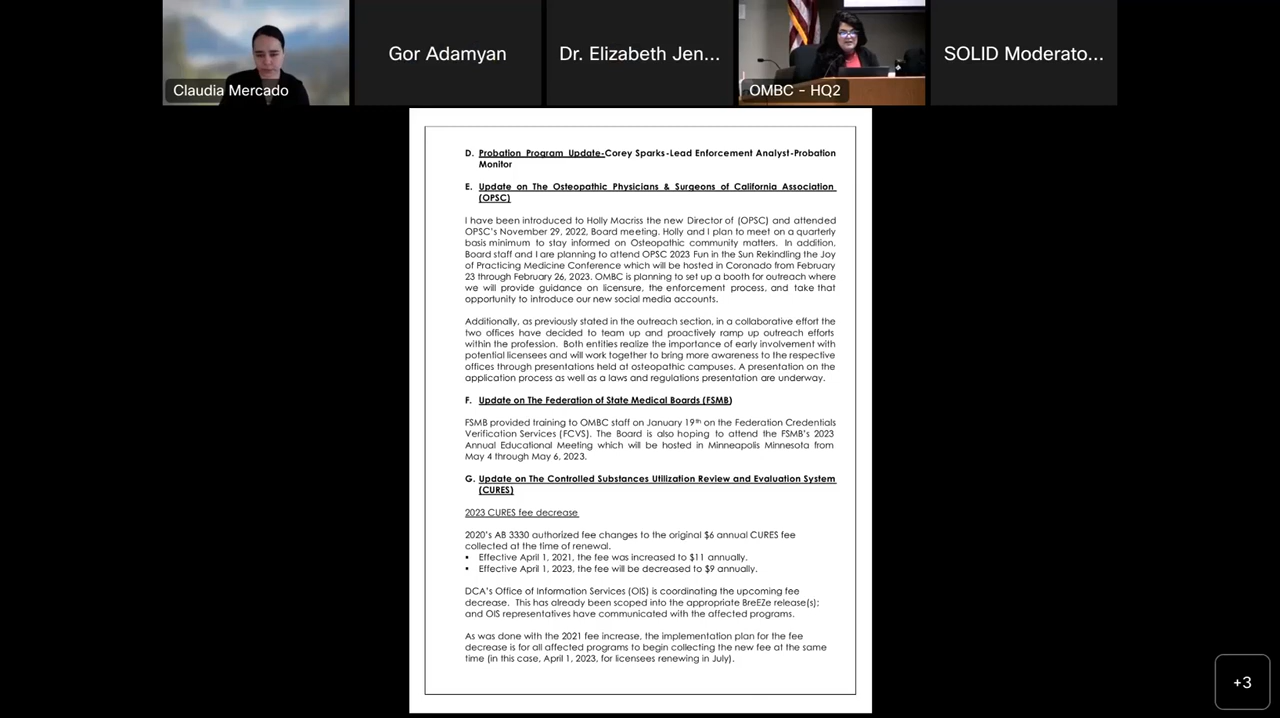 Claudia Mercado
Gor Adamyan
Dr. Elizabeth Jen...
OMBC - HQ2
SOLID Moderato...
D. Probation Program Update-Corey Sparks-Lead Enforcement Analyst-Probation
Monitor
E. Update on The Osteopathic Physicians & Surgeons of California Association
(OPSC)
I have been introduced to Holly Macriss the new Director of (OPSC) and attended
OPSC's November 29, 2022, Board meeting. Holly and I plan to meet on a quarterly
basis minimum to stay informed on Osteopathic community matters. In addition,
Board staff and I are planning to attend OPSC 2023 Fun in the Sun Rekindling the Joy
of Practicing Medicine Conference which will be hosted in Coronado from February
23 through February 26, 2023. OMBC is planning to set up a booth for outreach where
we will provide guidance on licensure, the enforcement process, and take that
opportunity to introduce our new social media accounts.
Additionally, as previously stated in the outreach section, in a collaborative effort the
two offices have decided to team up and proactively ramp up outreach efforts
within the profession. Both entities realize the importance of early involvement with
potential licensees and will work together to bring more awareness to the respective
offices through presentations held at osteopathic campuses. A presentation on the
application process as well as a laws and regulations presentation are underway.
F. Update on The Federation of State Medical Boards (FSMB)
FSMB provided training to OMBC staff on January 19th on the Federation Credentials
Verification Services (FCVS). The Board is also hoping to attend the FSMB's 2023
Annual Educational Meeting which will be hosted in Minneapolis Minnesota from
May 4 through May 6, 2023.
G. Update on The Controlled Substances Utilization Review and Evaluation System
(CURES)
2023 CURES fee decrease
2020's AB 3330 authorized fee changes to the original $6 annual CURES fee
collected at the time of renewal.
▪ Effective April 1, 2021, the fee was increased to $11 annually.
▪ Effective April 1, 2023, the fee will be decreased to $9 annually.
DCA's Office of Information Services (OIS) is coordinating the upcoming fee
decrease. This has already been scoped into the appropriate BreEZe release(s);
and OIS representatives have communicated with the affected programs.
As was done with the 2021 fee increase, the implementation plan for the fee
decrease is for all affected programs to begin collecting the new fee at the same
time (in this case, April 1, 2023, for licensees renewing in July).
+3